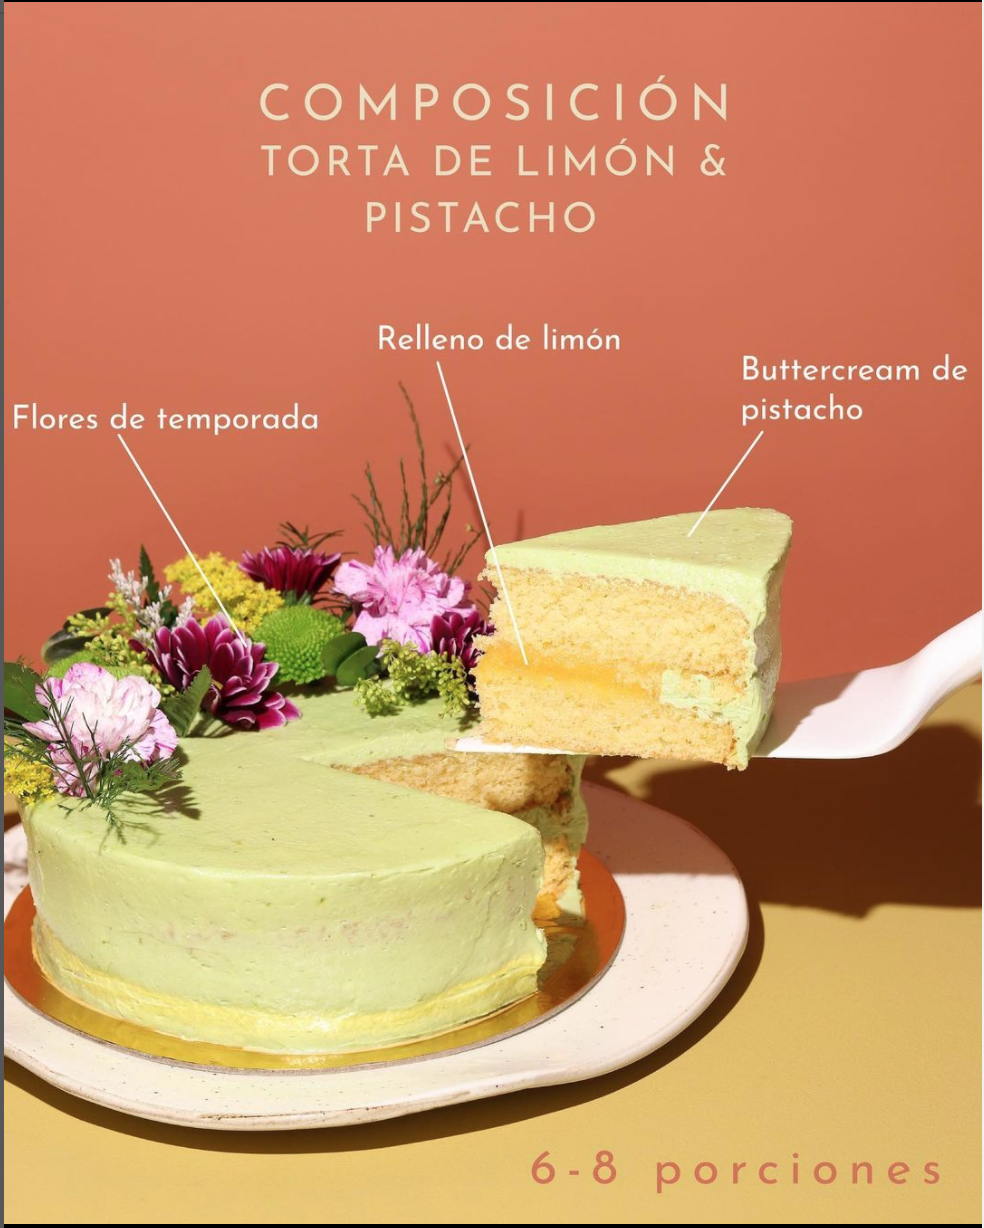 COMPOSICIÓN
TORTA DE LIMÓN &
PISTACHO
Relleno de limón
Buttercream de
pistacho
Flores de temporada
6-8 porciones